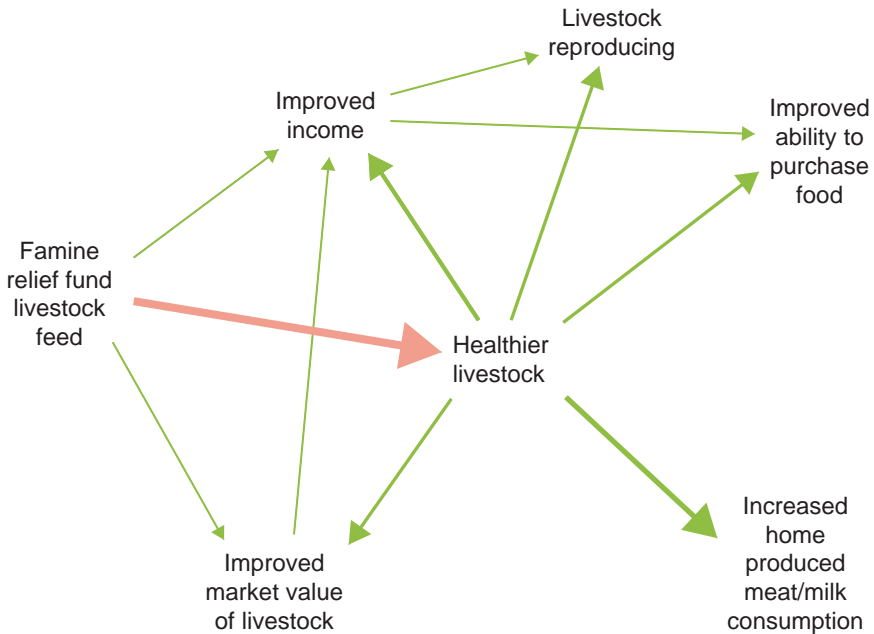 Livestock
reproducing
Improved
income
Improved
ability to
purchase
food
Famine
relief fund
livestock
feed
Healthier
livestock
Improved
market value
of livestock
Increased
home
produced
meat/milk
consumption